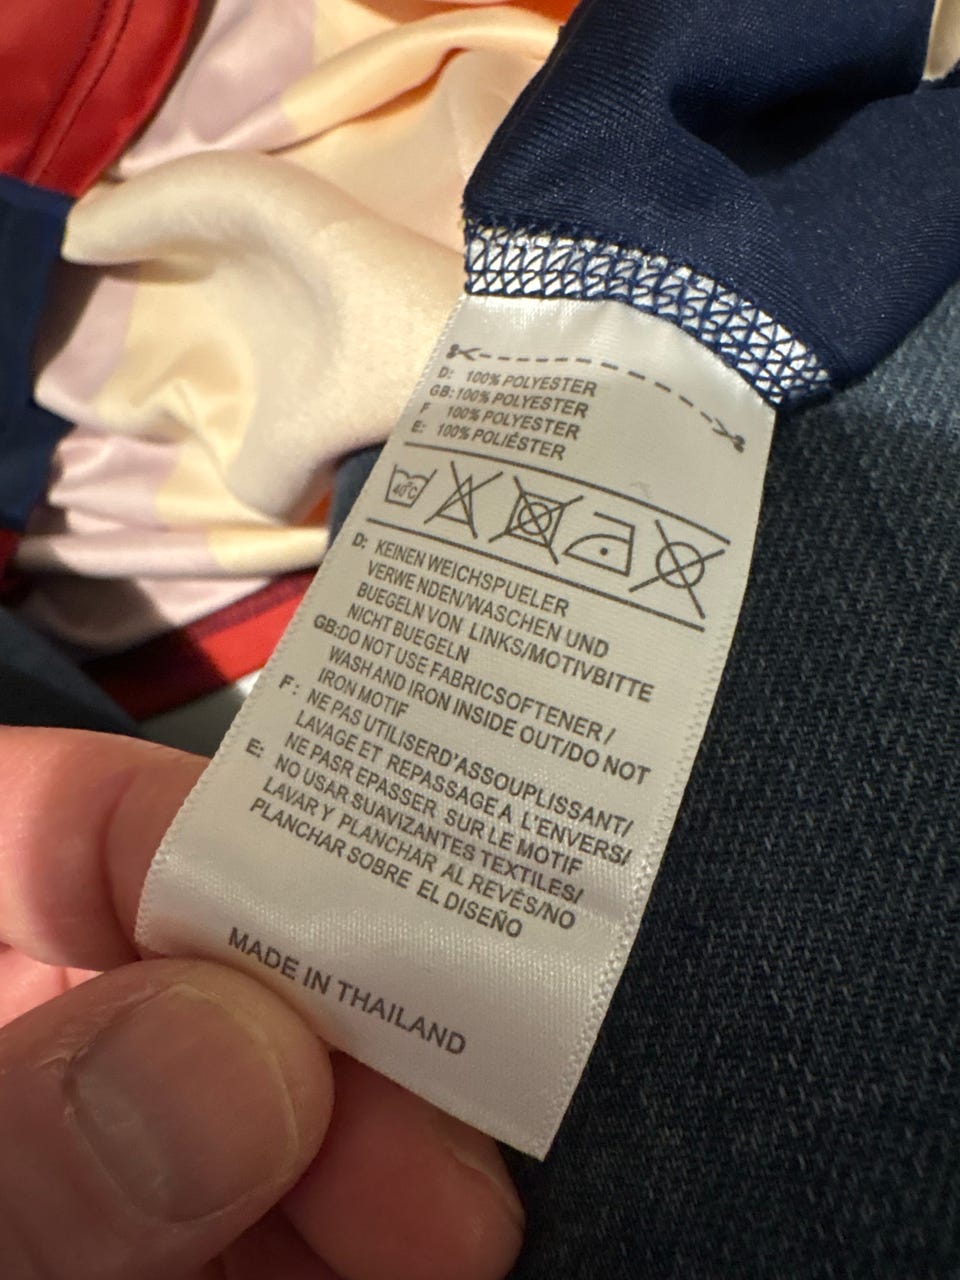 D: 100% POLYESTER
GB: 100% POLYESTER
F 100% POLYESTER
E: 100% POLIÉSTER
40°C
D: KEINEN WEICHSPUELER
VERWENDEN/WASCHEN UND
BUEGELN VON LINKS/MOTIVBITTE
NICHT BUEGELN
GB:DO NOT USE FABRICSOFTENER/
WASH AND IRON INSIDE OUT/DO NOT
IRON MOTIF
F: NE PAS UTILISERD'ASSOUPLISSANT/
LAVAGE ET REPASSAGE A L'ENVERS/
NE PASR EPASSER SUR LE MOTIF
E: NO USAR SUAVIZANTES TEXTILES/
LAVAR Y PLANCHAR AL REVÉS/NO
PLANCHAR SOBRE EL DISEÑO
MADE IN THAILAND